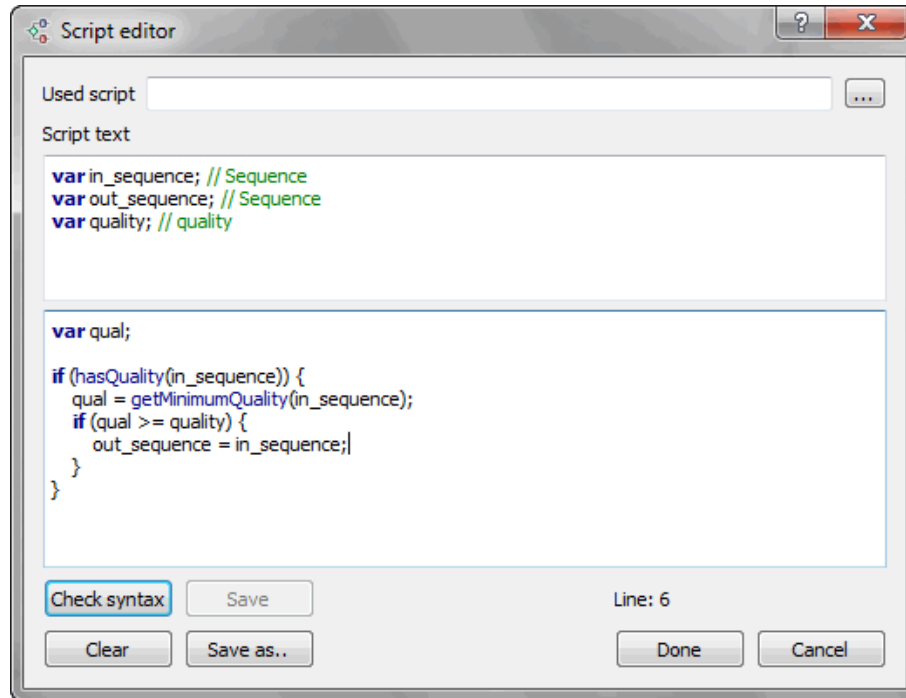 Script editor
Used script
...
Script text
var in_sequence; // Sequence
var out_sequence; // Sequence
var quality; // quality
var qual;
if (hasQuality(in_sequence)) {
qual = getMinimumQuality(in_sequence);
if (qual >= quality) {
out_sequence = in_sequence;
}
}
Check syntax Save Line: 6
Clear Save as.. Done Cancel